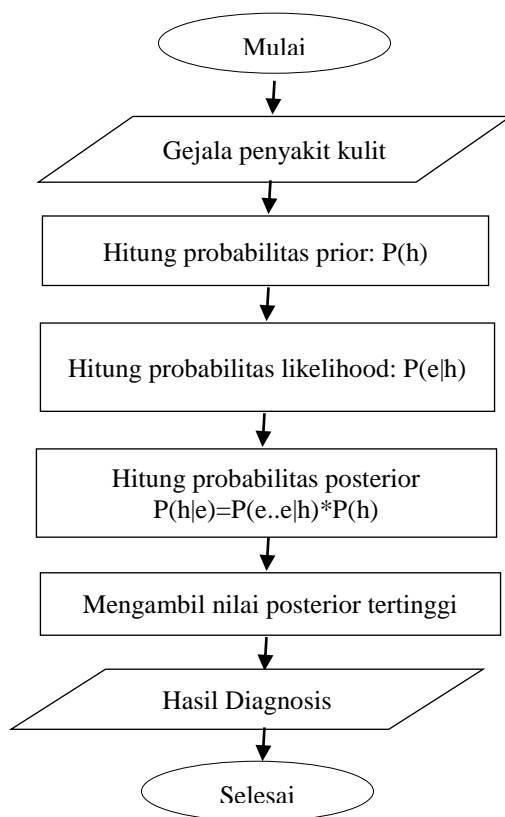 Mulai
Gejala penyakit kulit
Hitung probabilitas prior: P(h)
Hitung probabilitas likelihood: P(e|h)
Hitung probabilitas posterior
P(h|e)=P(e..e|h)*P(h)
Mengambil nilai posterior tertinggi
Hasil Diagnosis
Selesai